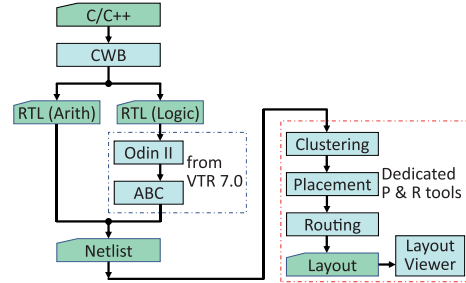 C/C++
CWB
RTL (Arith)
RTL (Logic)
Odin II
ABC
from
VTR 7.0
Netlist
Clustering
Placement
Routing
Layout
Dedicated
P & R tools
Layout
Viewer